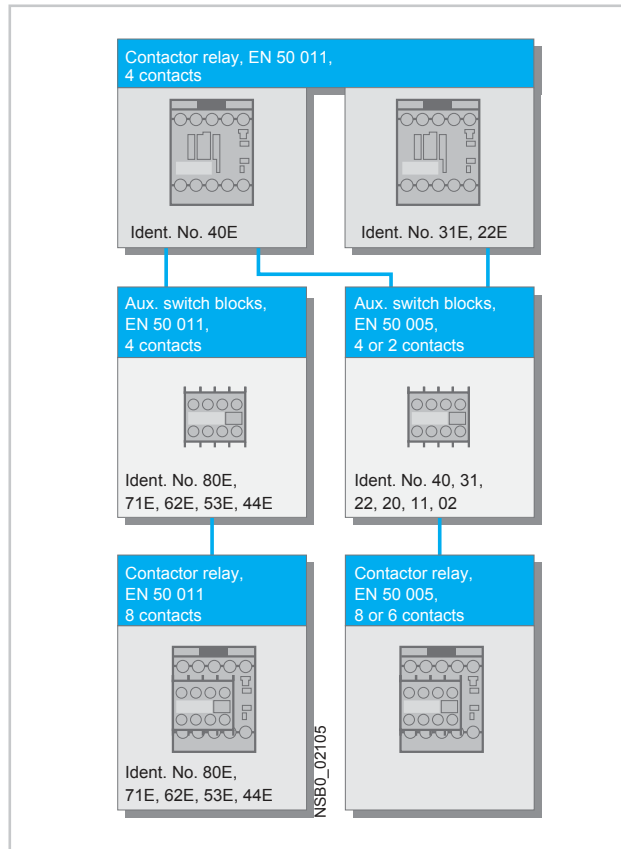 Contactor relay, EN 50 011,
4 contacts
Ident. No. 40E
Ident. No. 31E, 22E
Aux. switch blocks,
EN 50 011,
4 contacts
Aux. switch blocks,
EN 50 005,
4 or 2 contacts
Ident. No. 80E,
71E, 62E, 53E, 44E
Ident. No. 40, 31,
22, 20, 11, 02
Contactor relay,
EN 50 011
8 contacts
Contactor relay,
EN 50 005,
8 or 6 contacts
Ident. No. 80E,
71E, 62E, 53E, 44E
NSB0_02105